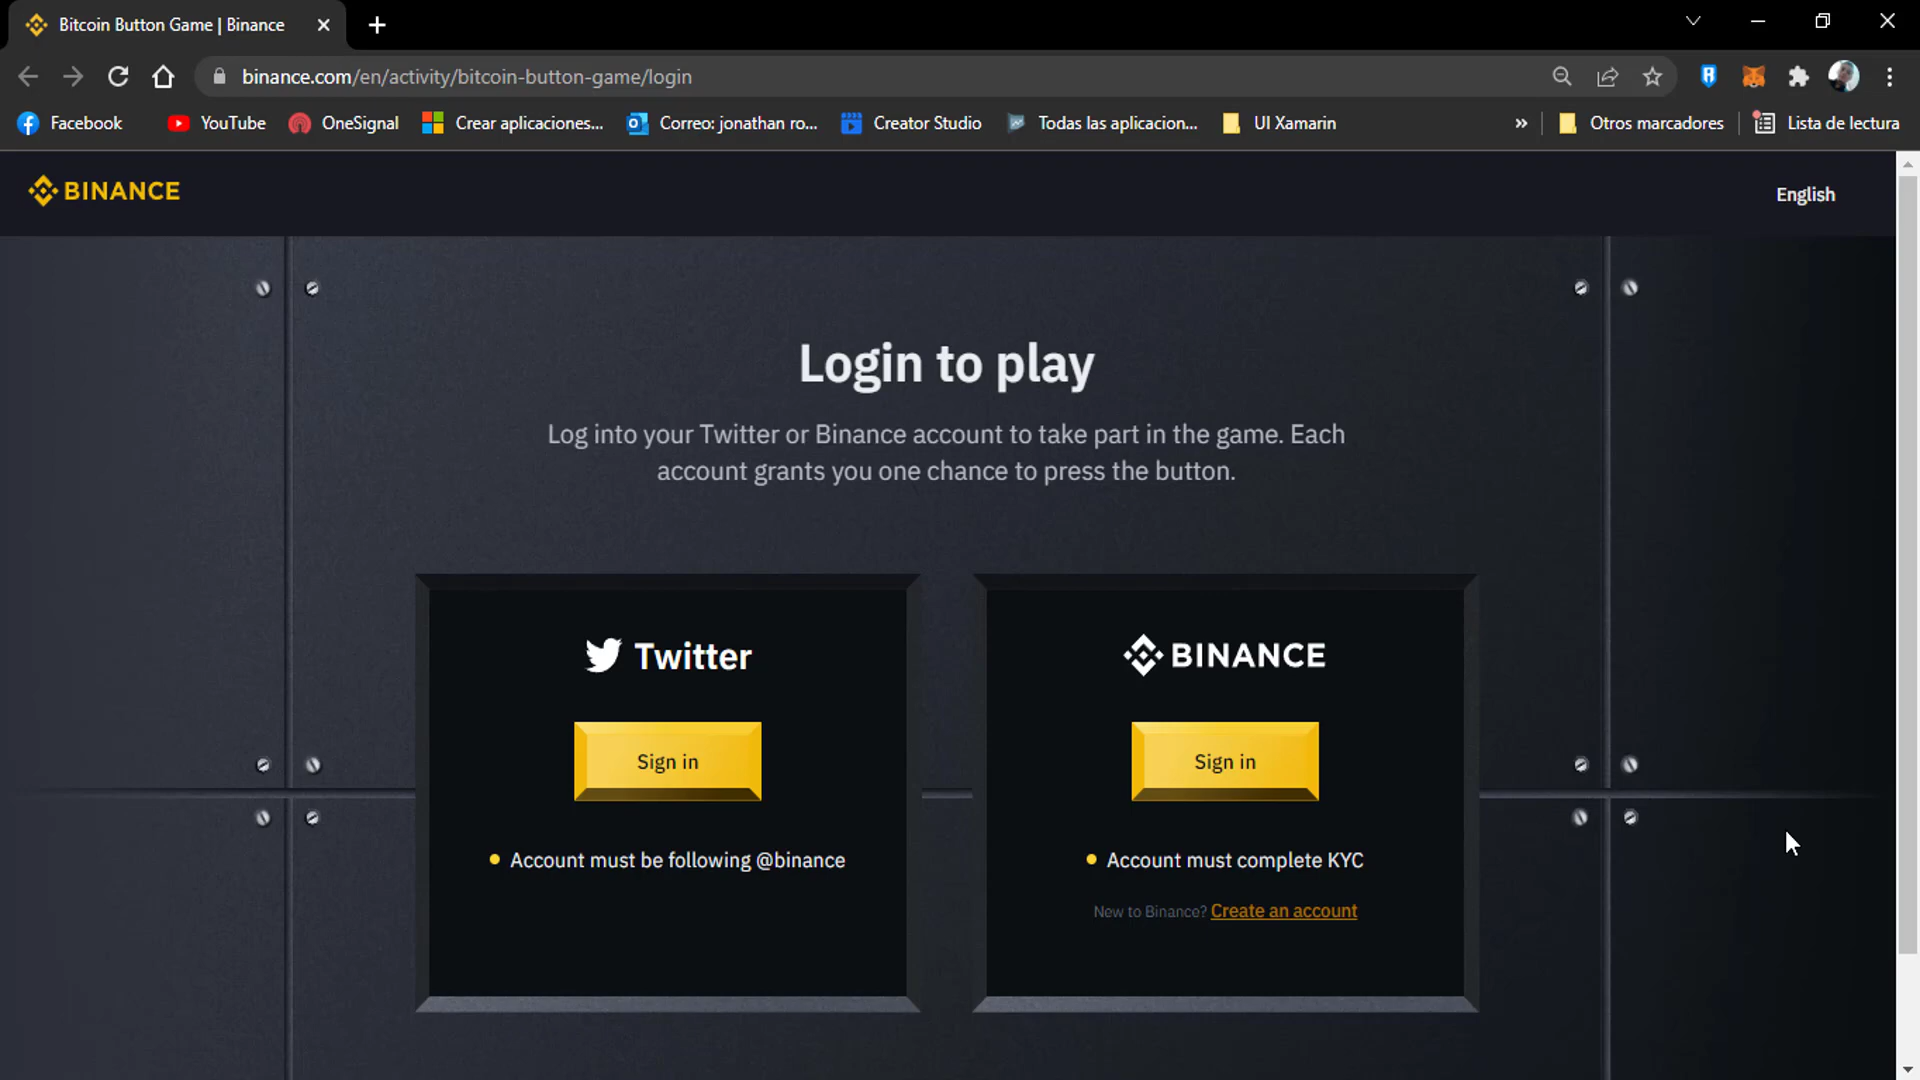 Bitcoin Button Game | Binance
binance.com/en/activity/bitcoin-button-game/login
Facebook
YouTube
OneSignal
Crear aplicaciones...
Correo: jonathan ro...
Creator Studio
Todas las aplicacion...
UI Xamarin
»
Otros marcadores
Lista de lectura
BINANCE
English
Login to play
Log into your Twitter or Binance account to take part in the game. Each
account grants you one chance to press the button.
Twitter
Sign in
Account must be following @binance
BINANCE
Sign in
Account must complete KYC
New to Binance? Create an account